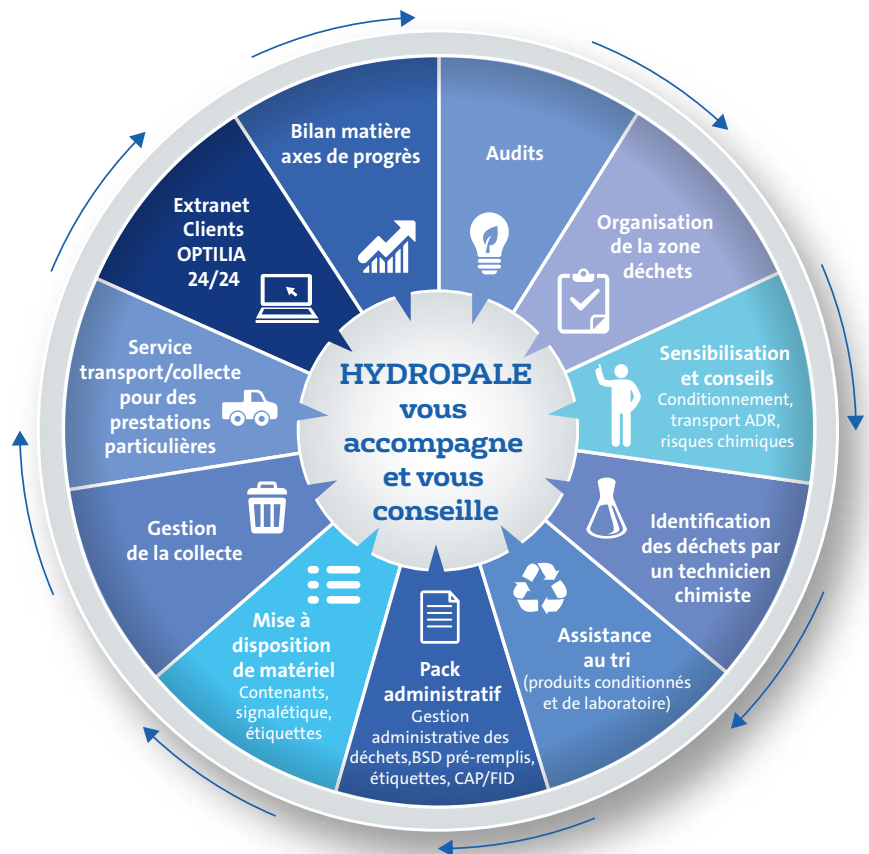 HYDROPALE
vous
accompagne
et vous
conseille
Audits
Organisation
de la zone
déchets
Sensibilisation
et conseils
Conditionnement,
transport ADR,
risques chimiques
Identification
des déchets par
un technicien
chimiste
Assistance
au tri
(produits conditionnés
et de laboratoire)
Pack
administratif
Gestion
administrative des
déchets,BSD pré-remplis,
étiquettes, CAP/FID
Mise à
disposition
de matériel
Contenants,
signalétique,
étiquettes
Gestion
de la collecte
Service
transport/collecte
pour des
prestations
particulières
Extranet
Clients
OPTILIA
24/24
Bilan matière
axes de progrès